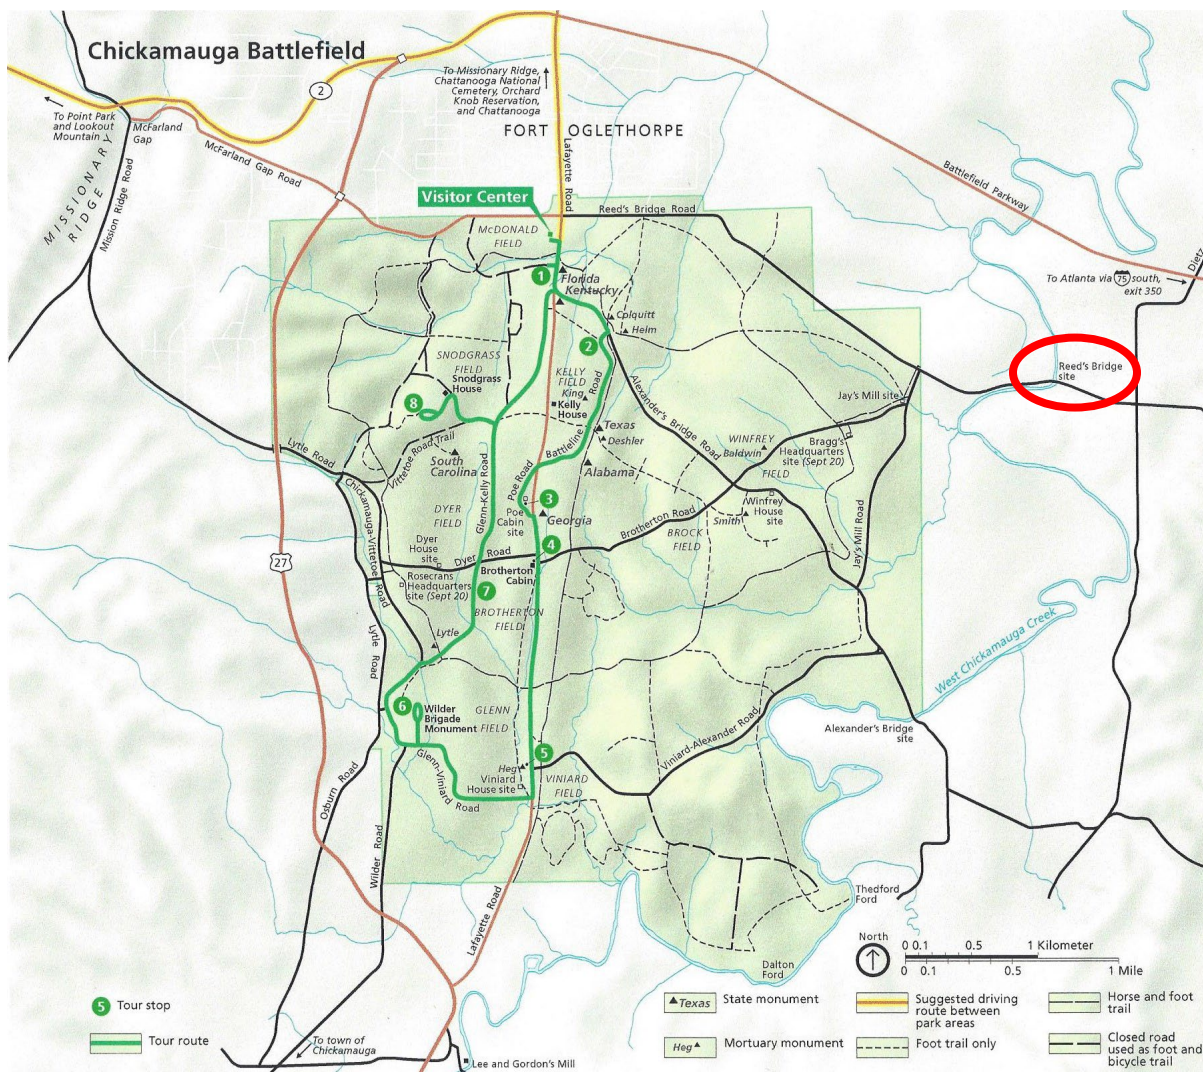 Chickamauga Battlefield
2
To Missionary Ridge,
Chattanooga National
Cemetery, Orchard
Knob Reservation,
and Chattanooga
To Point Park
and Lookout
Mountain
McFarland
Gap
McFarland Gap Road
MISSIONARY
RIDGE
Mission Ridge Road
FORT OGLETHORPE
Lafayette Road
Battlefield Parkway
Visitor Center
Reed's Bridge Road
McDONALD
FIELD
To Atlanta via 75 south,
exit 350
1
Florida
Kentucky
Colquitt
Helm
2
Reed's Bridge
site
SNODGRASS
FIELD
Snodgrass
House
KELLY
FIELD
King
Kelly
House
Alexander's Bridge Road
Jay's Mill site
8
Texas
Deshler
Battleline Road
WINFREY
Baldwin
FIELD
Bragg's
Headquarters
site (Sept 20)
Lytle Road
Vittetoe Road Trail
South
Carolina
Alabama
Poe Road
Glenn-Kelly Road
Chickamauga-Vittetoe Road
3
Poe
Cabin
site
Georgia
Smith
Winfrey
House
site
DYER
FIELD
Brotherton Road
BROCK
FIELD
Jay's Mill Road
Dyer
House
site
Dyer Road
4
27
Brotherton
Cabin
Rosecrans
Headquarters
site (Sept 20)
7
BROTHERTON
FIELD
Lytle
Lytle Road
West Chickamauga Creek
6
Wilder
Brigade
Monument
GLENN
FIELD
Viniard-Alexander Road
Alexander's Bridge
site
5
Heg
Viniard
House site
VINIARD
FIELD
Glenn-Viniard Road
Osburn Road
Wilder Road
Lafayette Road
Thedford
Ford
Dalton
Ford
North
0 0.1 0.5 1 Kilometer
0 0.1 0.5 1 Mile
5 Tour stop
Tour route
Texas State monument
Heg Mortuary monument
Suggested driving
route between
park areas
Foot trail only
Horse and foot
trail
Closed road
used as foot and
bicycle trail
To town of
Chickamauga
Lee and Gordon's Mill